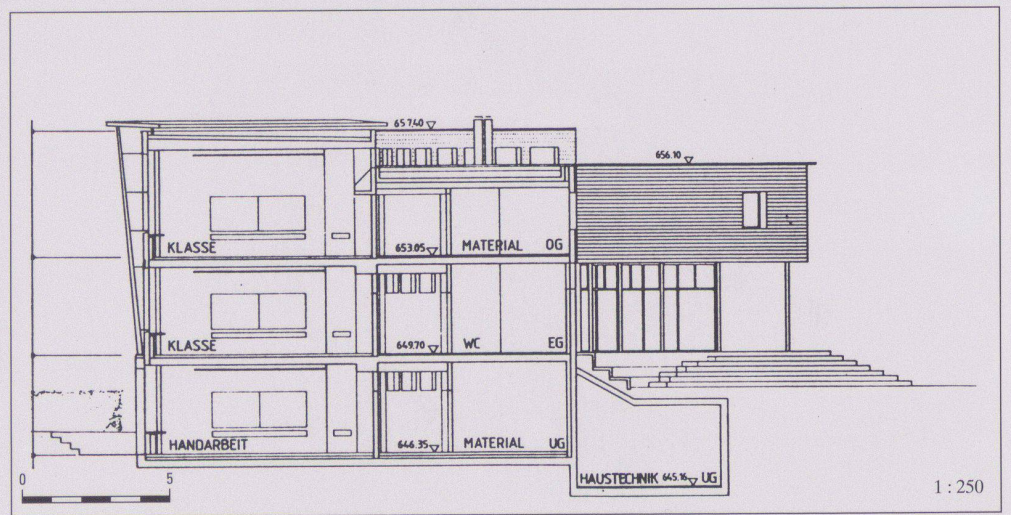 657.40
656.10
KLASSE 653.05 MATERIAL OG
KLASSE 649.70 WC EG
HANDARBEIT 646.35 MATERIAL UG
HAUSTECHNIK 645.16 UG
0 5
1 : 250